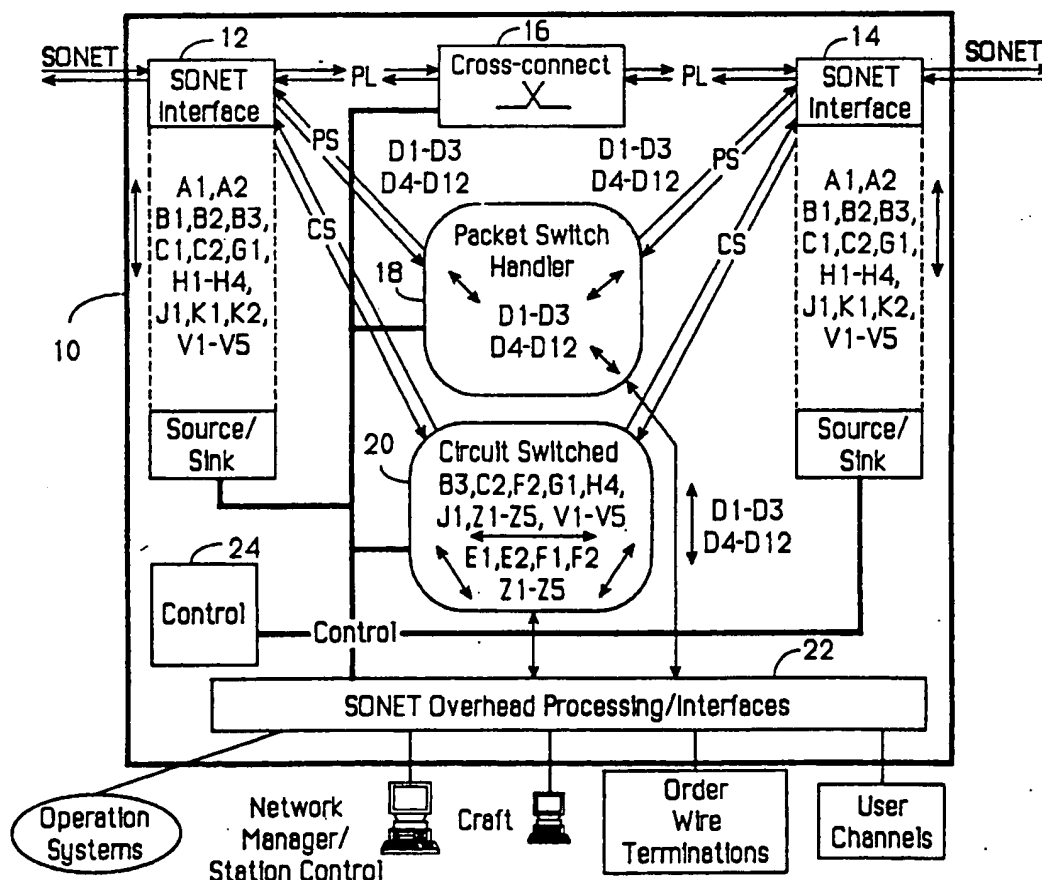 12
16
14
SONET
SONET
SONET
Interface
PL
Cross-connect
PL
SONET
Interface
PS
D1-D3
D4-D12
D1-D3
D4-D12
PS
A1,A2
B1,B2,B3,
C1,C2,G1,
H1-H4,
J1,K1,K2,
V1-V5
CS
Packet Switch
Handler
18
D1-D3
D4-D12
CS
A1,A2
B1,B2,B3,
C1,C2,G1,
H1-H4,
J1,K1,K2,
V1-V5
10
Source/
Sink
20
Circuit Switched
B3,C2,F2,G1,H4,
J1,Z1-Z5, V1-V5
E1,E2,F1,F2
Z1-Z5
D1-D3
D4-D12
Source/
Sink
24
Control
Control
22
SONET Overhead Processing/Interfaces
Operation
Systems
Network
Manager/
Station Control
Craft
Order
Wire
Terminations
User
Channels